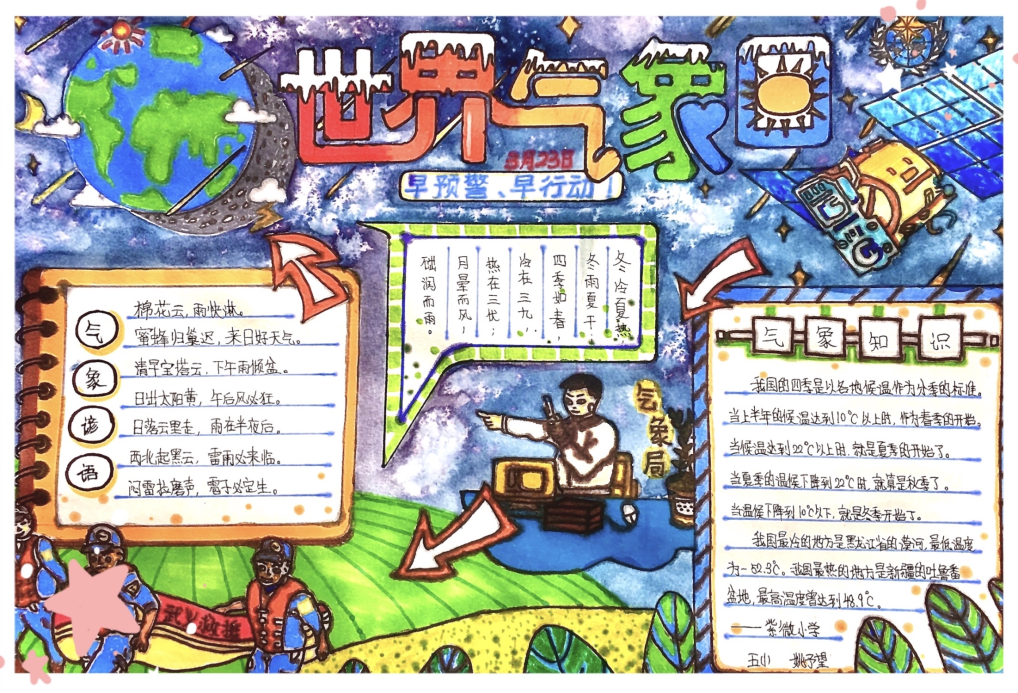 世界气象日
3月23日
早预警、早行动！
气象谚语
棉花云，雨快淋。
蜜蜂归巢迟，来日好天气。
清早宝塔云，下午雨倾盆。
日出太阳黄，午后风必狂。
日落云里走，雨在半夜后。
西北起黑云，雷雨必来临。
闷雷拉磨声，雹子必定生。
冬冷夏热，
冬雨夏干，
四季如春，
冷在三九，
热在三伏；
月晕而风，
础润而雨。
气象局
气象知识
我国的四季是以各地候温作为分季的标准。
当上半年的候温达到10℃以上时，作为春季的开始。
当候温达到22℃以上时，就是夏季的开始了。
当夏季的温候下降到22℃时，就算是秋季了。
当温候下降到10℃以下，就是冬季开始了。
我国最冷的地方是黑龙江省的漠河，最低温度
为-52.3℃。我国最热的地方是新疆的吐鲁番
盆地，最高温度曾达到48.9℃。
——紫微小学